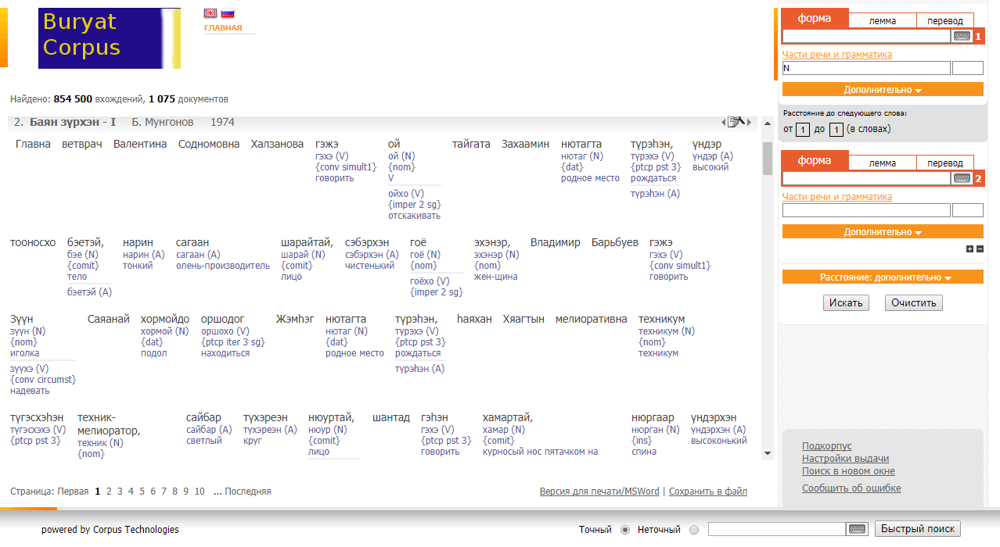 Buryat
Corpus
ГЛАВНАЯ
Найдено: 854 500 вхождений, 1 075 документов
2. Баян зүрхэн - I Б. Мунгонов 1974
Главна ветврач Валентина Содномовна Халзанова гэжэ ой тайгата Захаамин нютагта түрэһэн, үндэр
гэхэ (V) ой (N) нютаг (N) түрэхэ (V) үндэр (A)
{conv simult1} {nom} {dat} {ptcp pst 3} высокий
говорить V родное место рождаться
ойхо (V) түрэһэн (A)
{imper 2 sg}
отскакивать
тооносхо бэетэй, нарин сагаан шарайтай, сэбэрхэн гоё эхэнэр, Владимир Барьбуев гэжэ
бэе (N) нарин (A) сагаан (A) шарай (N) сэбэрхэн (A) гоё (N) эхэнэр (N) гэхэ (V)
{comit} тонкий олень-производитель {comit} чистенький {nom} {nom} {conv simult1}
тело лицо гоёхо (V) жен-щина говорить
бэетэй (A) {imper 2 sg}
Зүүн Саяанай хормойдо оршодог Жэмһэг нютагта түрэһэн, һаяхан Хяагтын мелиоративна техникум
зүүн (N) хормой (N) оршохо (V) нютаг (N) түрэхэ (V) техникум (N)
{nom} {dat} {ptcp iter 3 sg} {dat} {ptcp pst 3} {nom}
иголка подол находиться родное место рождаться техникум
зүүхэ (V) түрэһэн (A)
{conv circumst}
надевать
түгэсхэһэн техник- сайбар түхэреэн нюуртай, шантад гэһэн хамартай, нюргаар үндэрхэн
түгэсхэхэ (V) мелиоратор, сайбар (A) түхэреэн (A) нюур (N) гэхэ (V) хамар (N) нюрган (N) үндэрхэн (A)
{ptcp pst 3} техник (N) светлый круг {comit} {ptcp pst 3} {comit} {ins} высоконький
{nom} лицо говорить курносый нос пятачком на спина
Страница: Первая 1 2 3 4 5 6 7 8 9 10 ... Последняя
Версия для печати/MSWord | Сохранить в файл
форма лемма перевод
1
Части речи и грамматика
N
Дополнительно
Расстояние до следующего слова:
от 1 до 1 (в словах)
форма лемма перевод
2
Части речи и грамматика
Дополнительно
Расстояние: дополнительно
Искать Очистить
Подкорпус
Настройки выдачи
Поиск в новом окне
Сообщить об ошибке
powered by Corpus Technologies
Точный Неточный Быстрый поиск